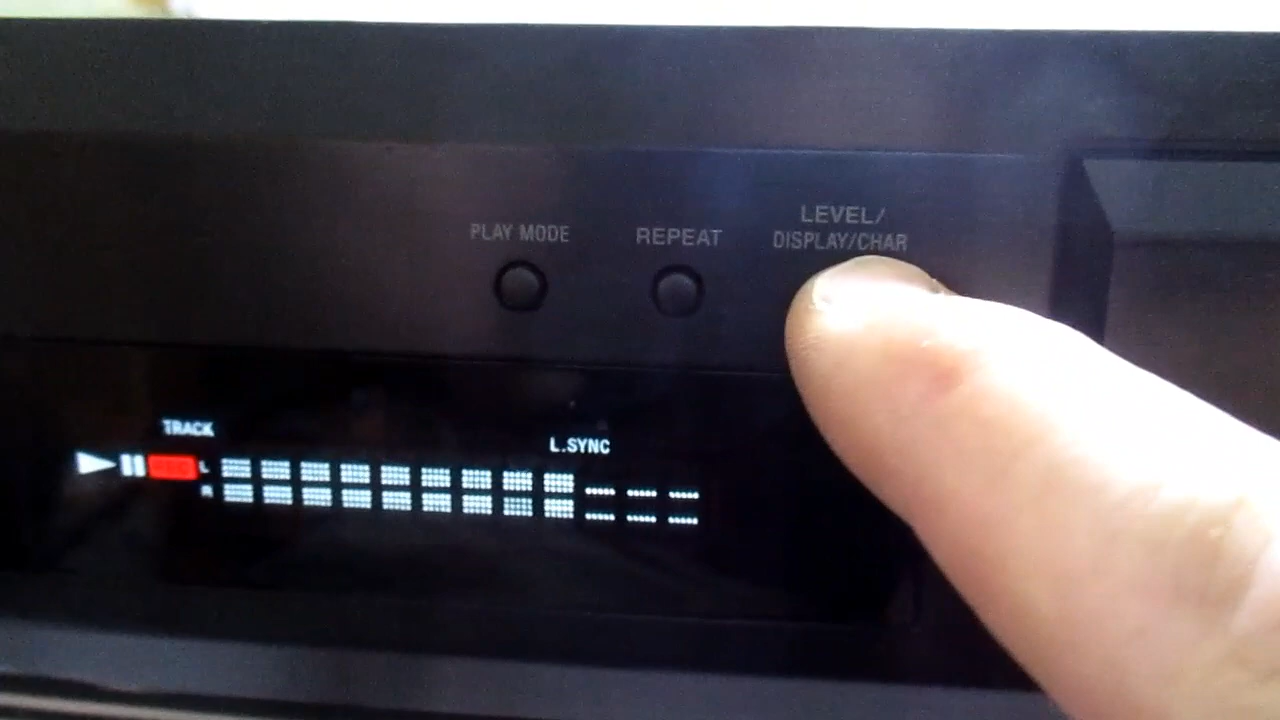 PLAY MODE
REPEAT
LEVEL/
DISPLAY/CHAR
TRACK
L.SYNC
L
R